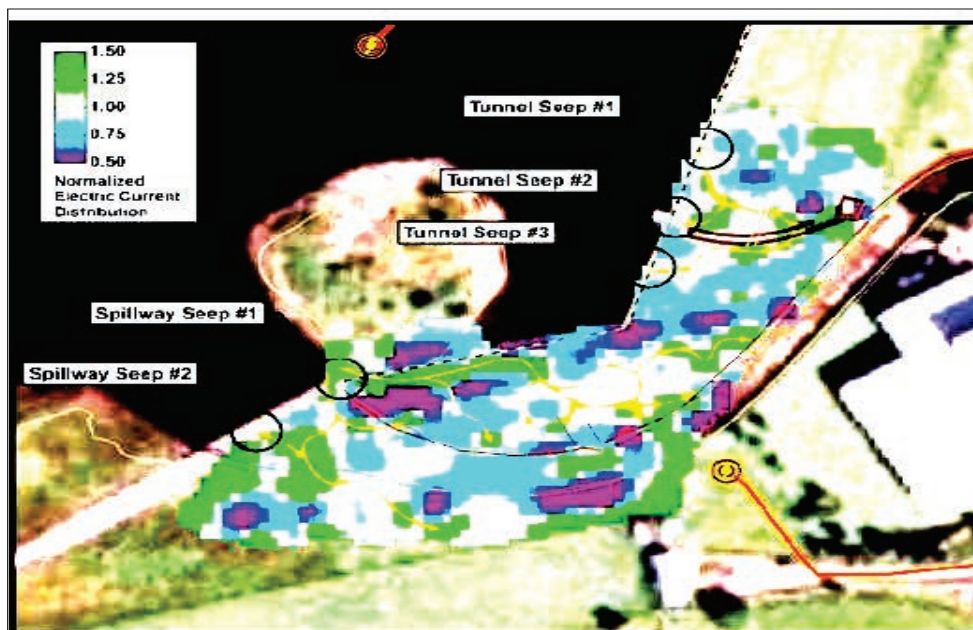 1.50
1.25
1.00
0.75
0.50
Normalized
Electric Current
Distribution
Tunnel Seep #1
Tunnel Seep #2
Tunnel Seep #3
Spillway Seep #1
Spillway Seep #2